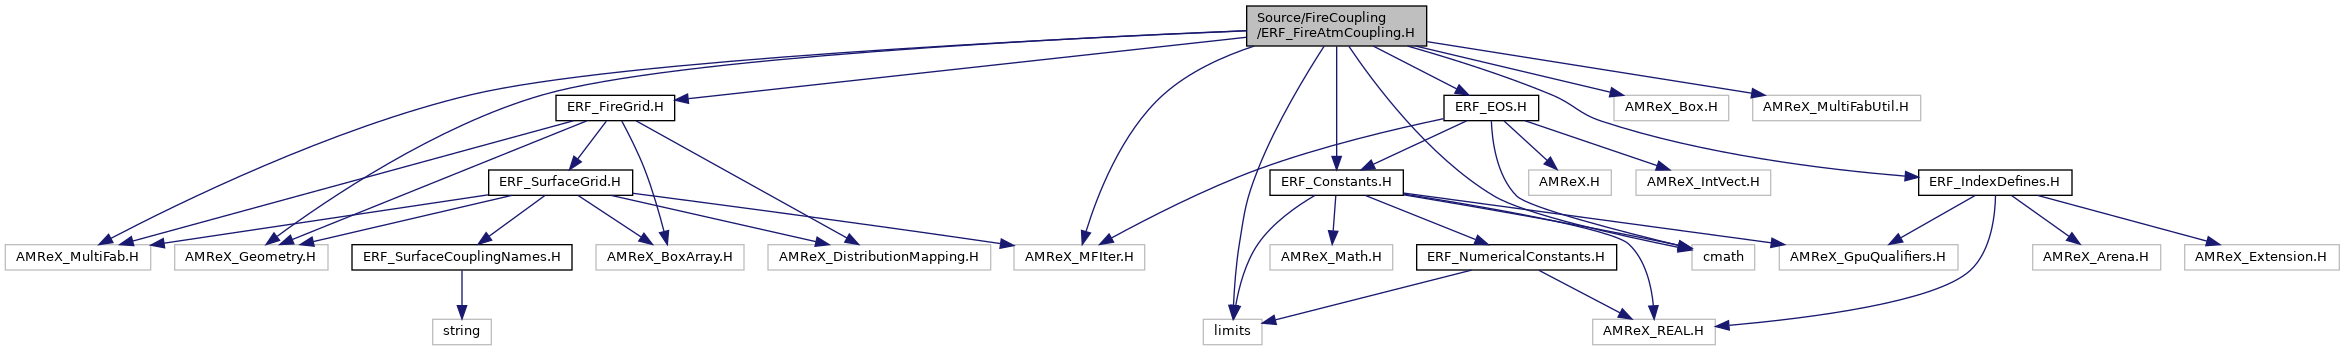 Source/FireCoupling
/ERF_FireAtmCoupling.H
ERF_FireGrid.H
ERF_EOS.H
AMReX_Box.H
AMReX_MultiFabUtil.H
ERF_SurfaceGrid.H
ERF_Constants.H
AMReX.H
AMReX_IntVect.H
ERF_IndexDefines.H
AMReX_MultiFab.H
AMReX_Geometry.H
ERF_SurfaceCouplingNames.H
AMReX_BoxArray.H
AMReX_DistributionMapping.H
AMReX_MFIter.H
AMReX_Math.H
ERF_NumericalConstants.H
cmath
AMReX_GpuQualifiers.H
AMReX_Arena.H
AMReX_Extension.H
string
limits
AMReX_REAL.H